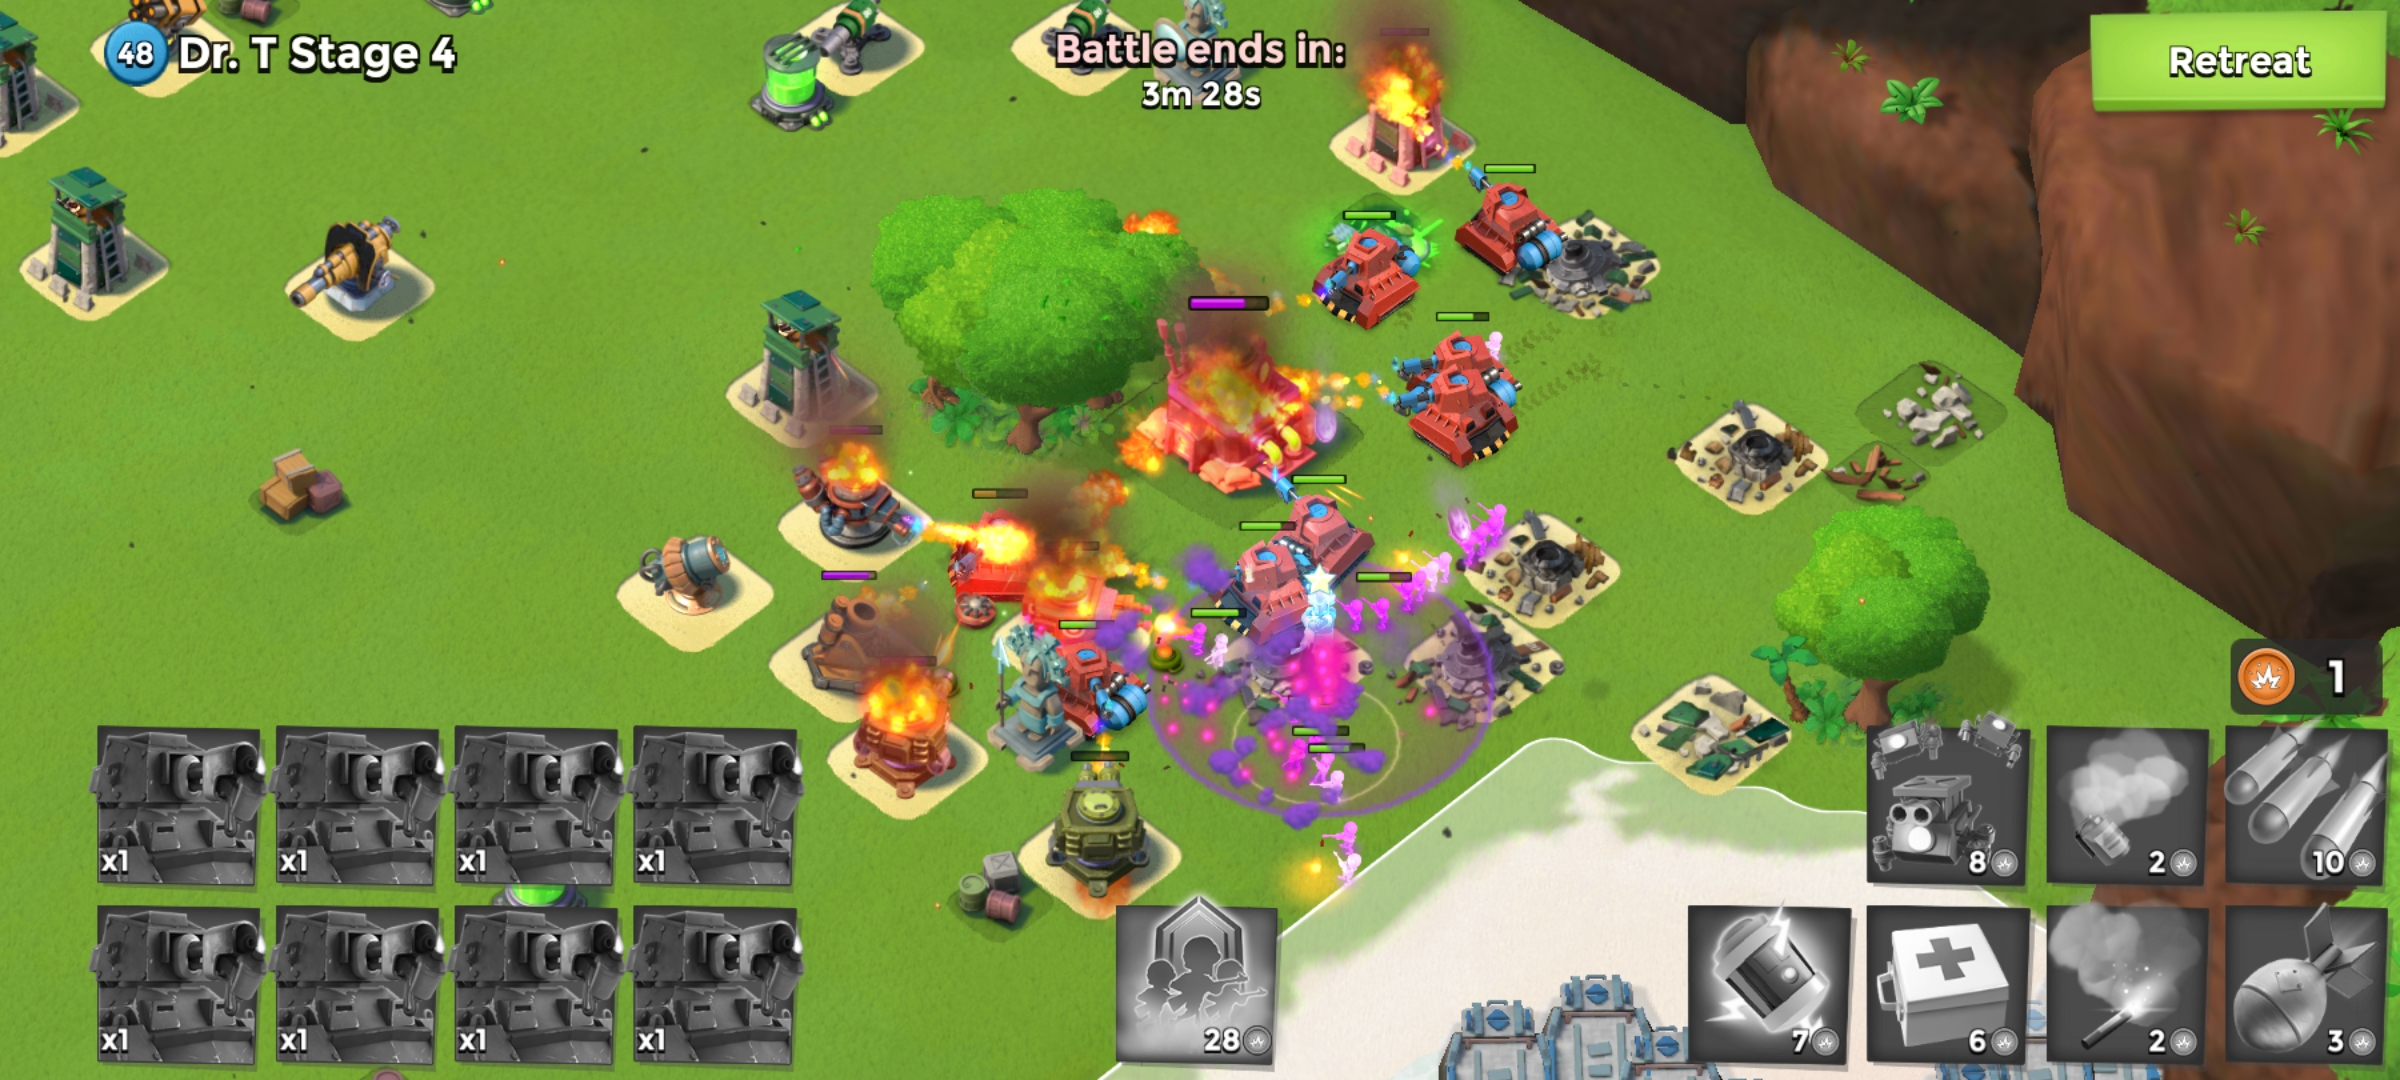 48 Dr. T Stage 4
Battle ends in:
3m 28s
Retreat
1
x1 x1 x1 x1
8 2 10
x1 x1 x1 x1
28 7 6 2 3